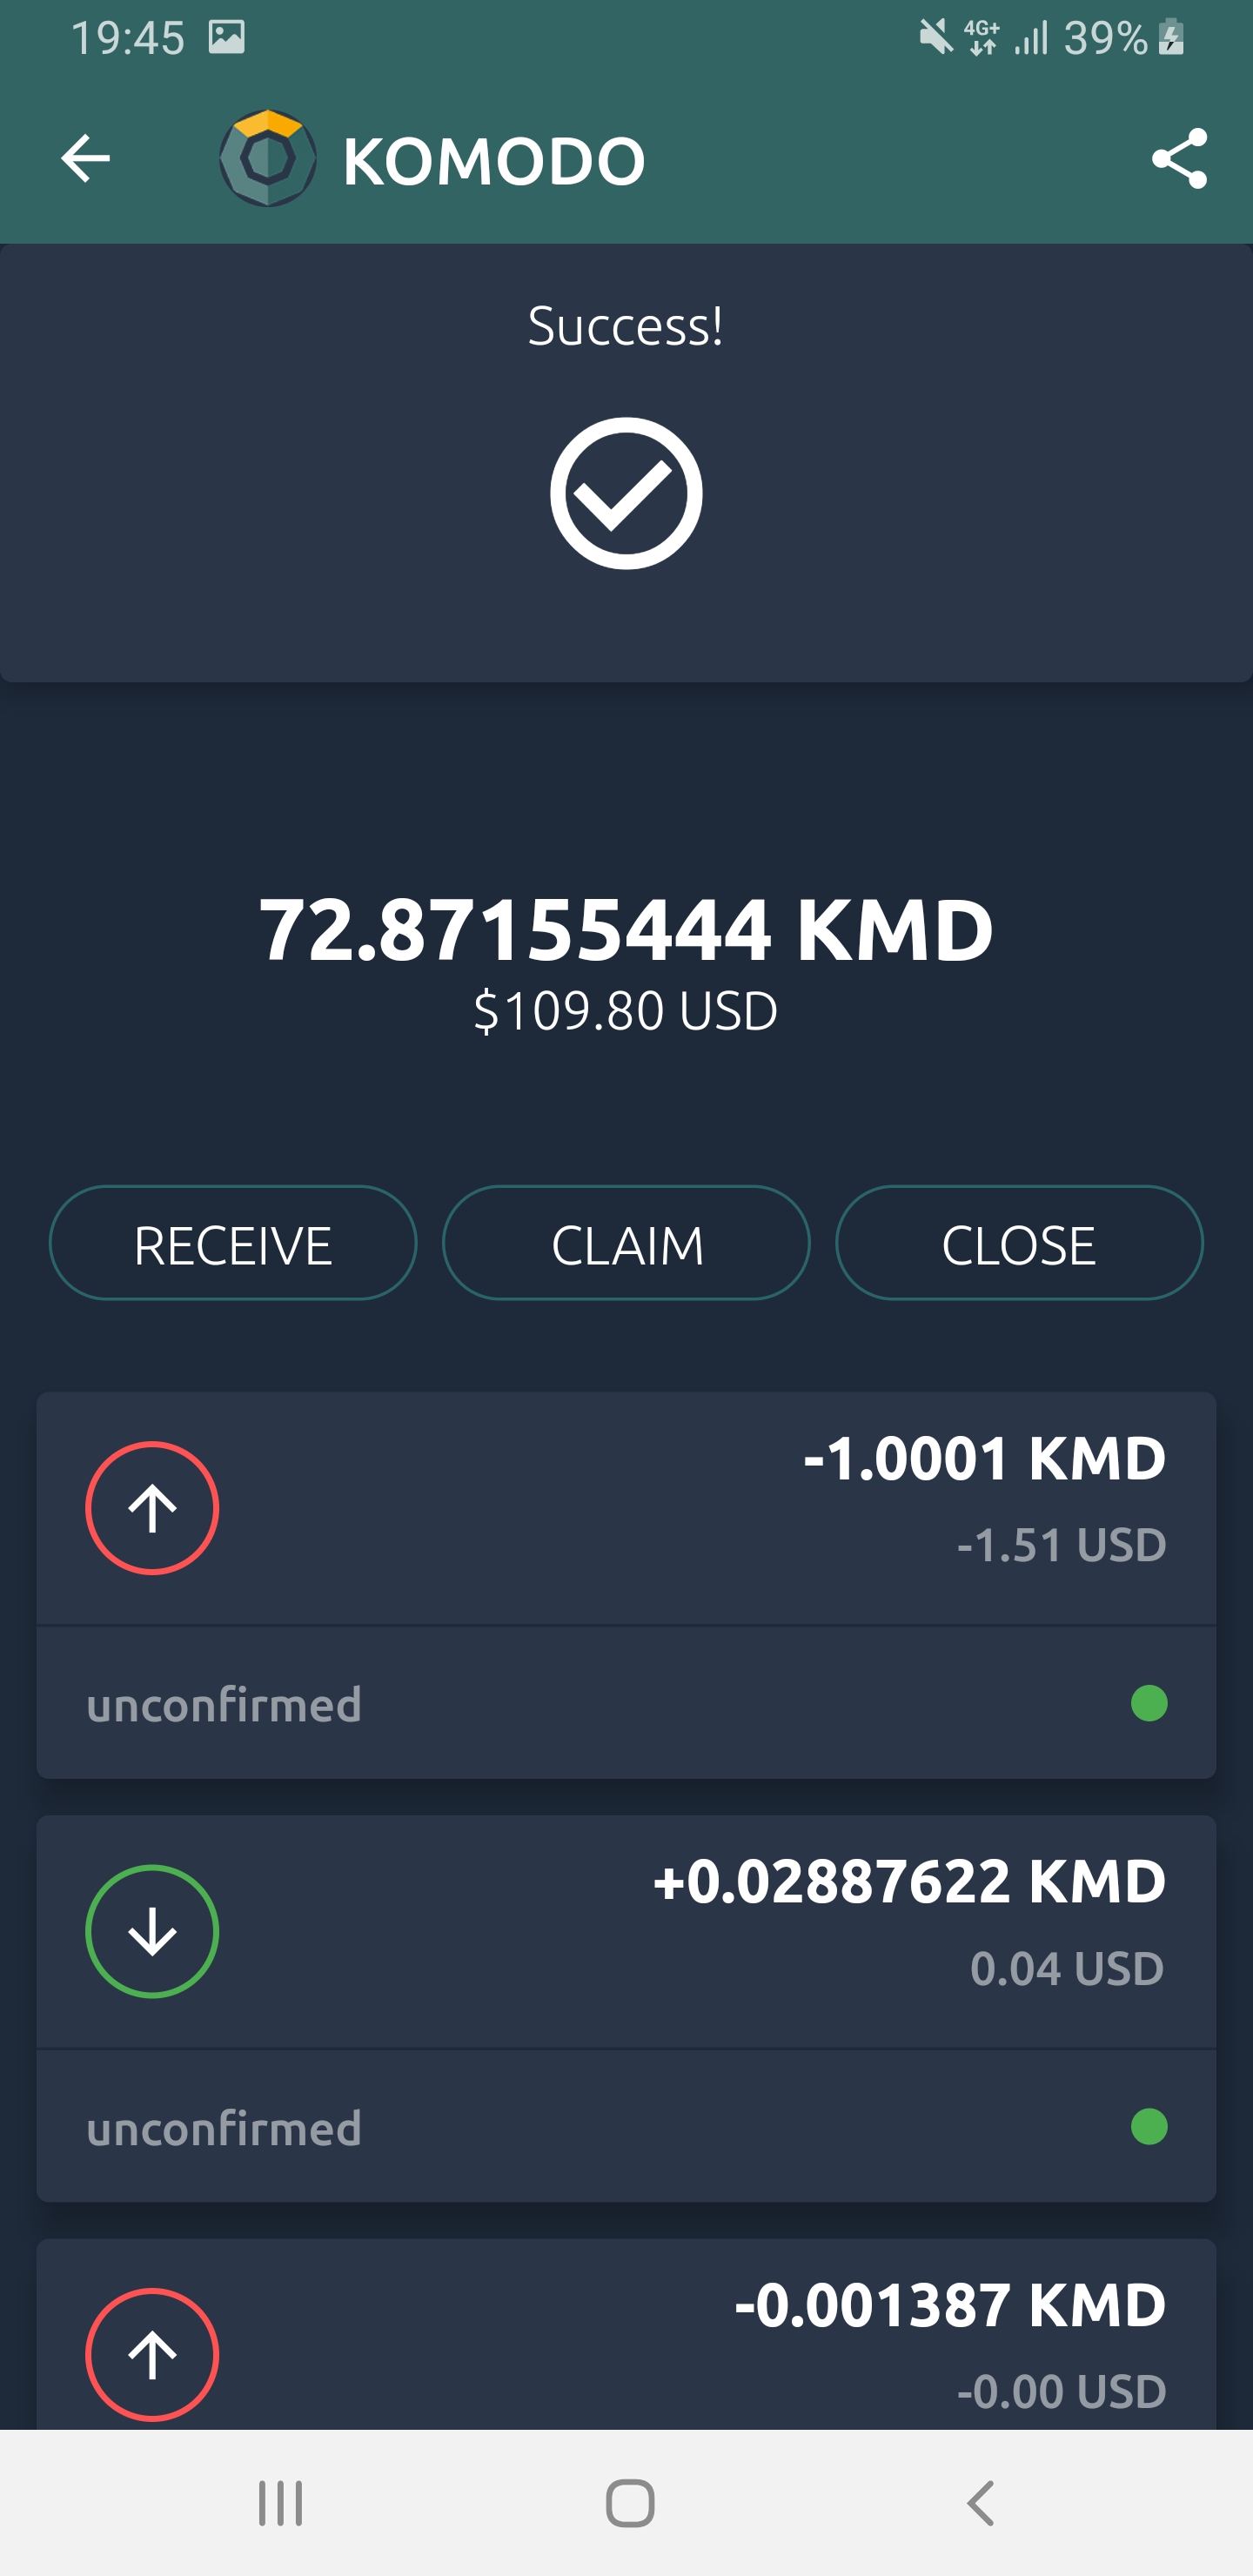 19:45 4G+ 39%
KOMODO
Success!
72.87155444 KMD
$109.80 USD
RECEIVE CLAIM CLOSE
-1.0001 KMD
-1.51 USD
unconfirmed
+0.02887622 KMD
0.04 USD
unconfirmed
-0.001387 KMD
-0.00 USD